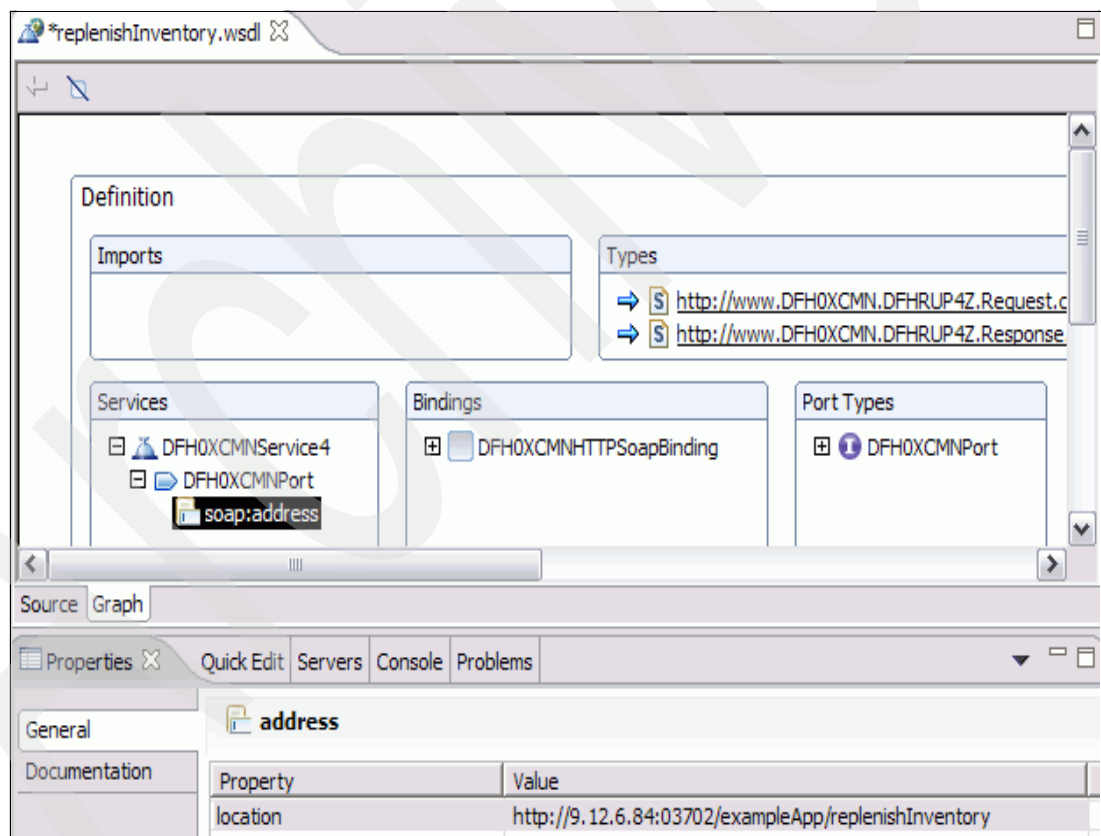 *replenishInventory.wsdl
Definition
Imports
Types
http://www.DFH0XCMN.DFHRUP4Z.Request.c
http://www.DFH0XCMN.DFHRUP4Z.Response.
Services
Bindings
Port Types
DFH0XCMNService4
DFH0XCMNHTTPSoapBinding
DFH0XCMNPort
DFH0XCMNPort
soap:address
Source Graph
Properties Quick Edit Servers Console Problems
General
address
Documentation
Property Value
location http://9.12.6.84:03702/exampleApp/replenishInventory